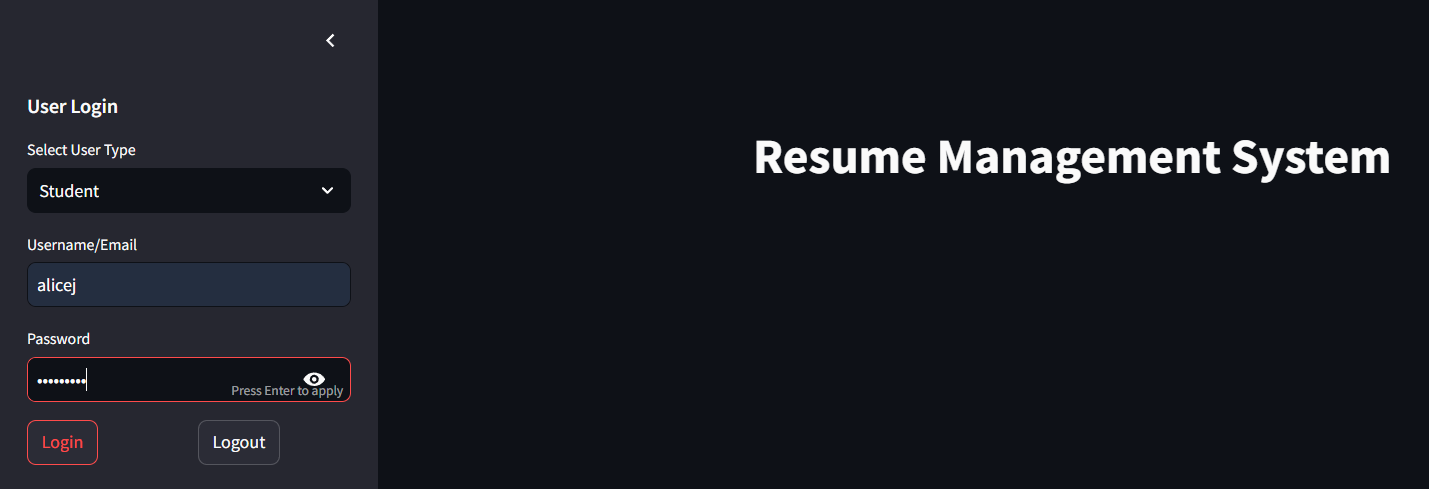 User Login
Select User Type
Student
Username/Email
alicej
Password
•••••••••
Press Enter to apply
Login
Logout
Resume Management System